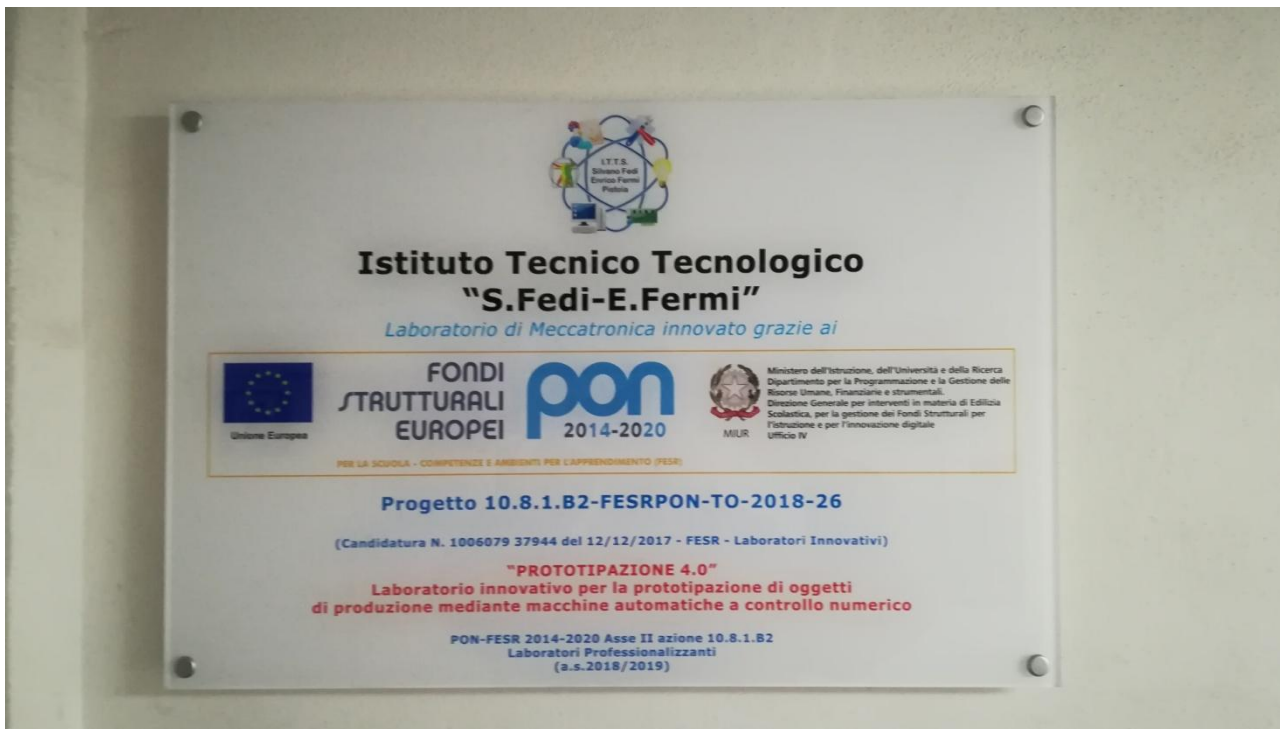 I.T.T.S.
Silvano Fedi
Enrico Fermi
Pistoia
Istituto Tecnico Tecnologico
“S.Fedi-E.Fermi”
Laboratorio di Meccatronica innovato grazie ai
Unione Europea
FONDI
STRUTTURALI
EUROPEI
pon
2014-2020
MIUR
Ministero dell'Istruzione, dell'Università e della Ricerca
Dipartimento per la Programmazione e la Gestione delle
Risorse Umane, Finanziarie e strumentali.
Direzione Generale per interventi in materia di Edilizia
Scolastica, per la gestione dei Fondi Strutturali per
l'istruzione e per l'innovazione digitale
Ufficio IV
PER LA SCUOLA - COMPETENZE E AMBIENTI PER L'APPRENDIMENTO (FESR)
Progetto 10.8.1.B2-FESRPON-TO-2018-26
(Candidatura N. 1006079 37944 del 12/12/2017 - FESR - Laboratori Innovativi)
“PROTOTIPAZIONE 4.0”
Laboratorio innovativo per la prototipazione di oggetti
di produzione mediante macchine automatiche a controllo numerico
PON-FESR 2014-2020 Asse II azione 10.8.1.B2
Laboratori Professionalizzanti
(a.s.2018/2019)